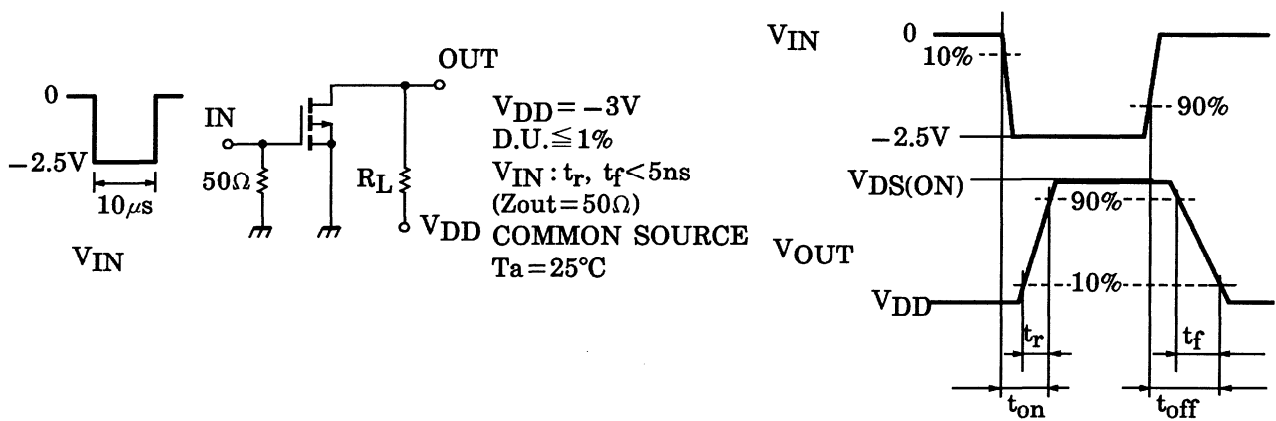 0
−2.5V
10μs
VIN
IN
50Ω
OUT
RL
VDD
VDD = −3V
D.U.≦1%
VIN : tr, tf<5ns
(Zout=50Ω)
COMMON SOURCE
Ta=25°C
VIN
0
10%
90%
−2.5V
VDS(ON)
90%
VOUT
10%
VDD
tr
tf
ton
toff